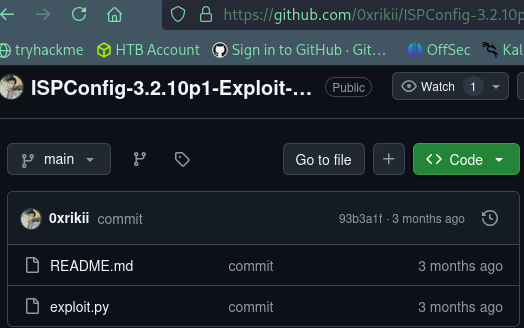 https://github.com/0xrikii/ISPConfig-3.2.10p
tryhackme HTB Account Sign in to GitHub · Git… OffSec Kal
ISPConfig-3.2.10p1-Exploit-... Public Watch 1
main Go to file Code
0xrikii commit 93b3a1f · 3 months ago
README.md commit 3 months ago
exploit.py commit 3 months ago